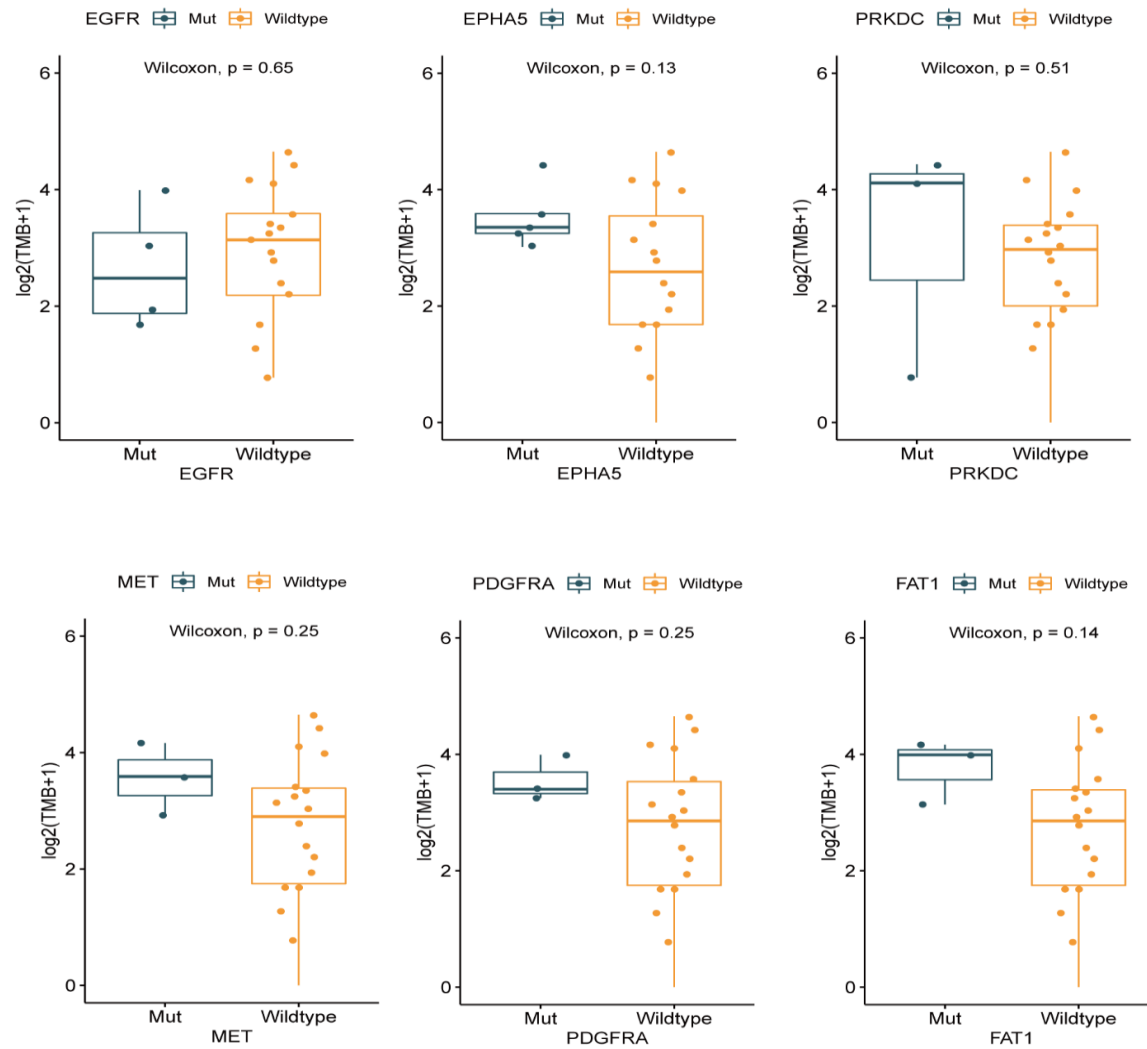 EGFR Mut Wildtype
EPHA5 Mut Wildtype
PRKDC Mut Wildtype
Wilcoxon, p = 0.65
Wilcoxon, p = 0.13
Wilcoxon, p = 0.51
log2(TMB+1)
6
4
2
0
log2(TMB+1)
6
4
2
0
log2(TMB+1)
6
4
2
0
Mut Wildtype
EGFR
Mut Wildtype
EPHA5
Mut Wildtype
PRKDC
MET Mut Wildtype
PDGFRA Mut Wildtype
FAT1 Mut Wildtype
Wilcoxon, p = 0.25
Wilcoxon, p = 0.25
Wilcoxon, p = 0.14
log2(TMB+1)
6
4
2
0
log2(TMB+1)
6
4
2
0
log2(TMB+1)
6
4
2
0
Mut Wildtype
MET
Mut Wildtype
PDGFRA
Mut Wildtype
FAT1